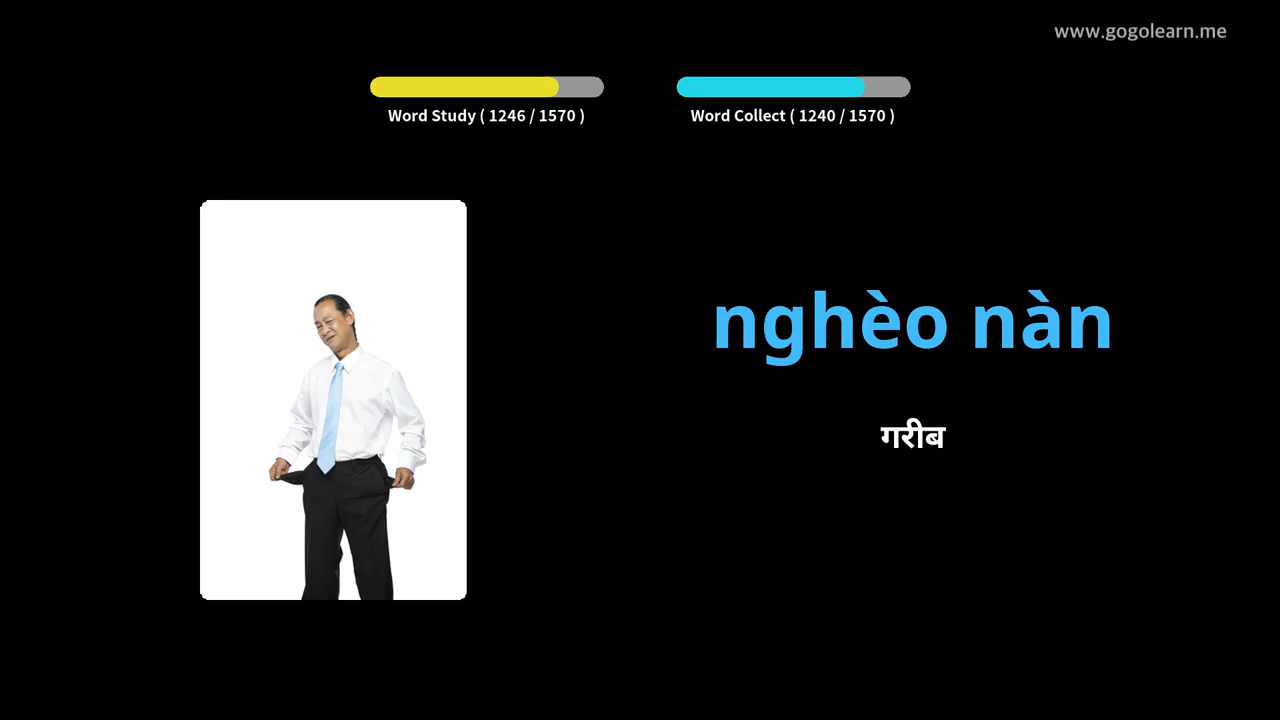 www.gogolearn.me
Word Study ( 1246 / 1570 )
Word Collect ( 1240 / 1570 )
nghèo nàn
गरीब